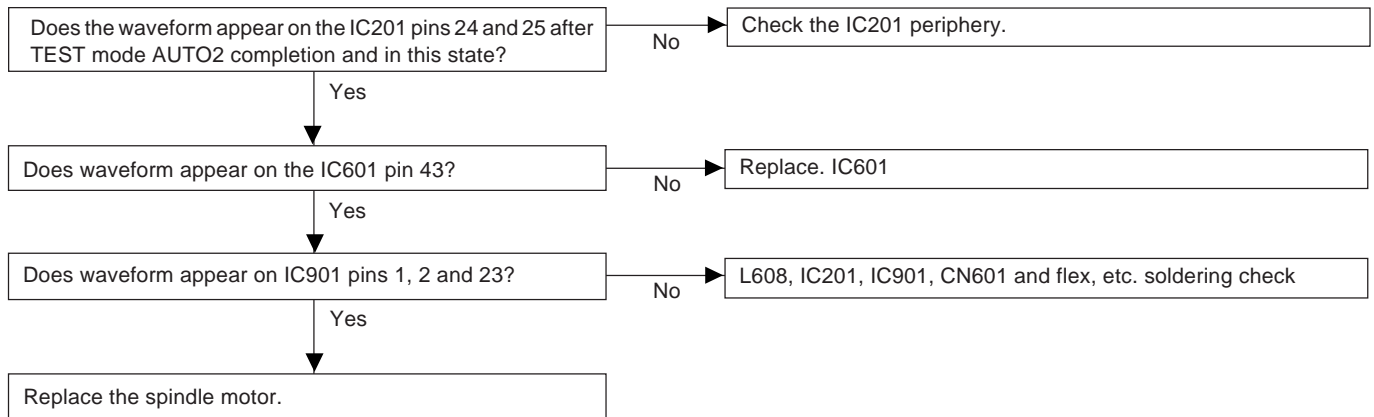 Does the waveform appear on the IC201 pins 24 and 25 after
TEST mode AUTO2 completion and in this state?
No
Check the IC201 periphery.
Yes
Does waveform appear on the IC601 pin 43?
No
Replace. IC601
Yes
Does waveform appear on IC901 pins 1, 2 and 23?
No
L608, IC201, IC901, CN601 and flex, etc. soldering check
Yes
Replace the spindle motor.